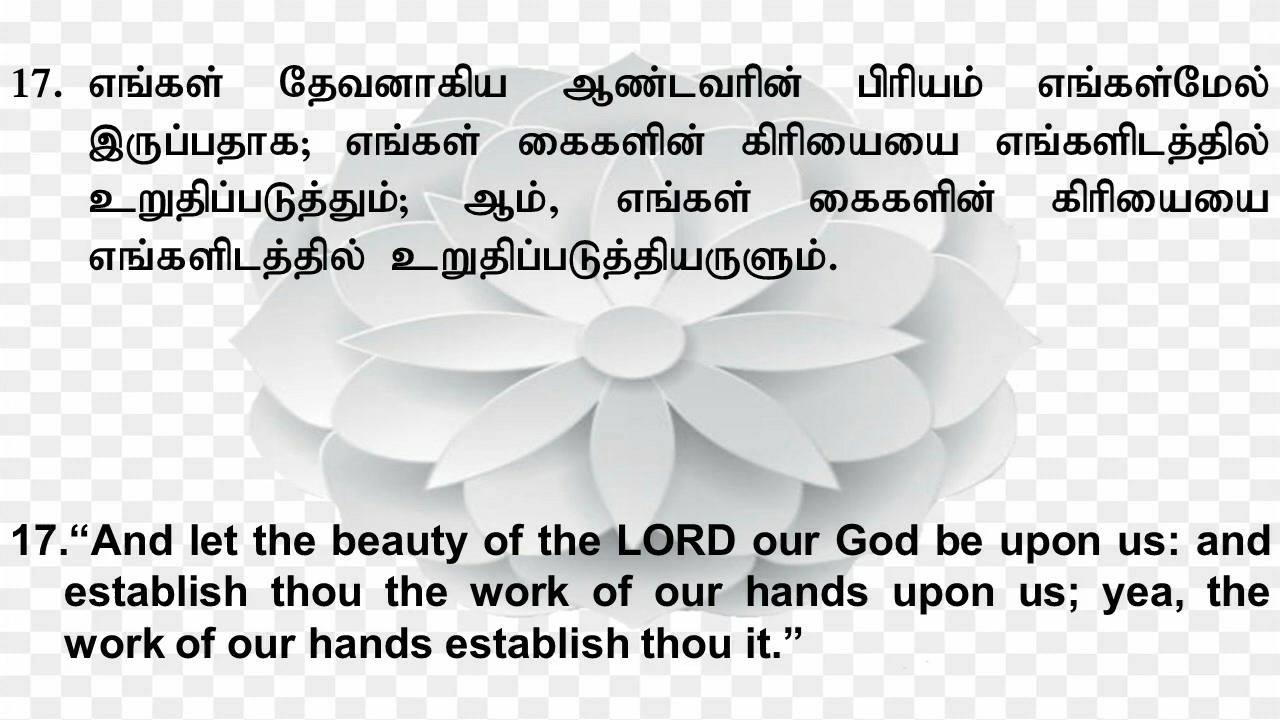 17. எங்கள் தேவனாகிய ஆண்டவரின் பிரியம் எங்கள்மேல்
இருப்பதாக; எங்கள் கைகளின் கிரியையை எங்களிடத்தில்
உறுதிப்படுத்தும்; ஆம், எங்கள் கைகளின் கிரியையை
எங்களிடத்தில் உறுதிப்படுத்தியருளும்.
17.“And let the beauty of the LORD our God be upon us: and
establish thou the work of our hands upon us; yea, the
work of our hands establish thou it.”